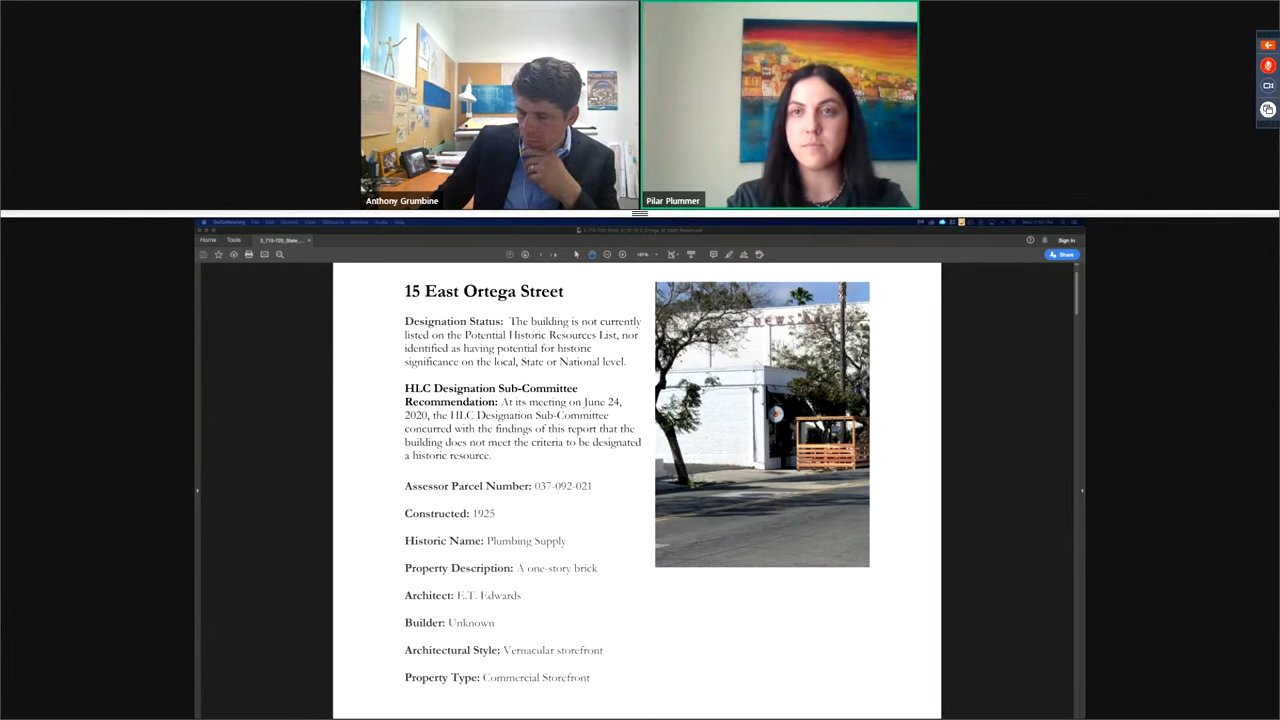 Anthony Grumbine
Pilar Plummer
Home
Tools
Sign In
Share
15 East Ortega Street
Designation Status: The building is not currently
listed on the Potential Historic Resources List, nor
identified as having potential for historic
significance on the local, State or National level.
HLC Designation Sub-Committee
Recommendation: At its meeting on June 24,
2020, the HLC Designation Sub-Committee
concurred with the findings of this report that the
building does not meet the criteria to be designated
a historic resource.
Assessor Parcel Number: 037-092-021
Constructed: 1925
Historic Name: Plumbing Supply
Property Description: A one-story brick
Architect: E.T. Edwards
Builder: Unknown
Architectural Style: Vernacular storefront
Property Type: Commercial Storefront